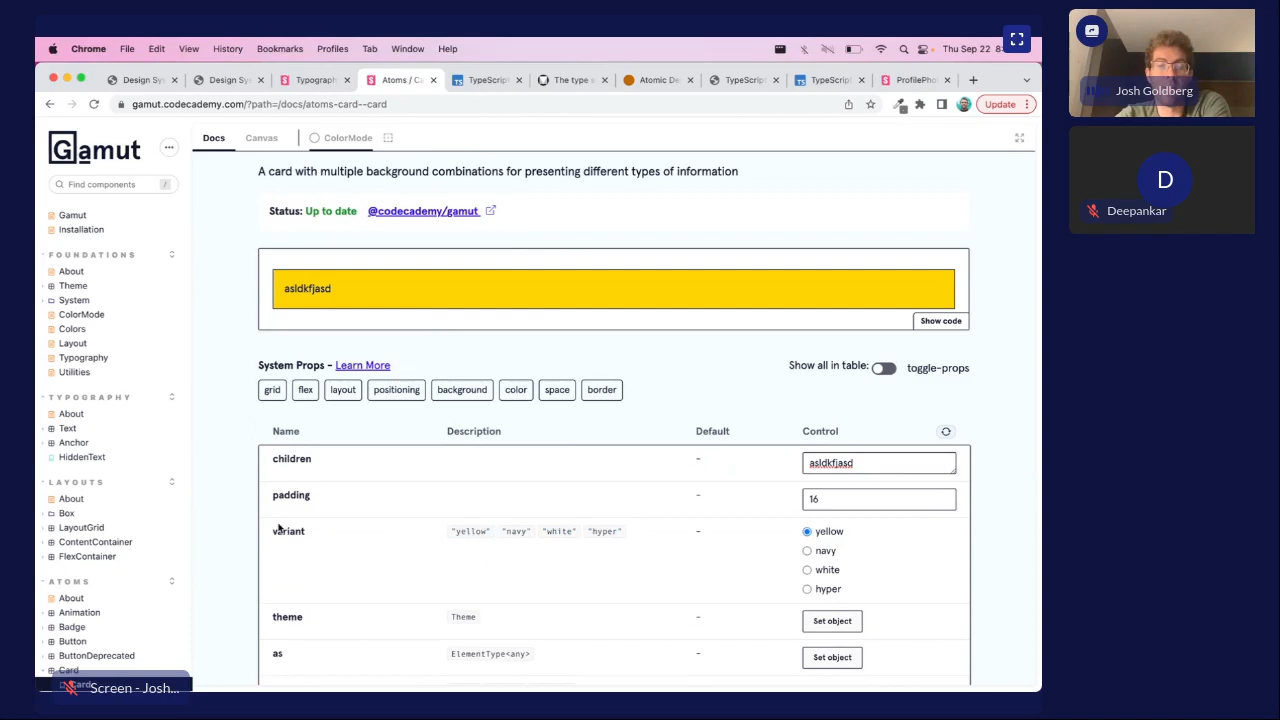 Chrome File Edit View History Bookmarks Profiles Tab Window Help Thu Sep 22
Design Sy Design Sy Typograph Atoms / Ca TypeScript The type s Atomic De TypeScript TypeScript ProfilePho
gamut.codecademy.com/?path=/docs/atoms-card--card
Update
Gamut
Find components /
Gamut
Installation
FOUNDATIONS
About
Theme
System
ColorMode
Colors
Layout
Typography
Utilities
TYPOGRAPHY
About
Text
Anchor
HiddenText
LAYOUTS
About
Box
LayoutGrid
ContentContainer
FlexContainer
ATOMS
About
Animation
Badge
Button
ButtonDeprecated
Card
Card
Docs Canvas ColorMode
A card with multiple background combinations for presenting different types of information
Status: Up to date @codecademy/gamut
asldkfjasd
Show code
System Props - Learn More
Show all in table: toggle-props
grid flex layout positioning background color space border
Name Description Default Control
children - asldkfjasd
padding - 16
variant "yellow" "navy" "white" "hyper" - yellow
navy
white
hyper
theme Theme - Set object
as ElementType<any> - Set object
Screen - Josh...
Josh Goldberg
D
Deepankar